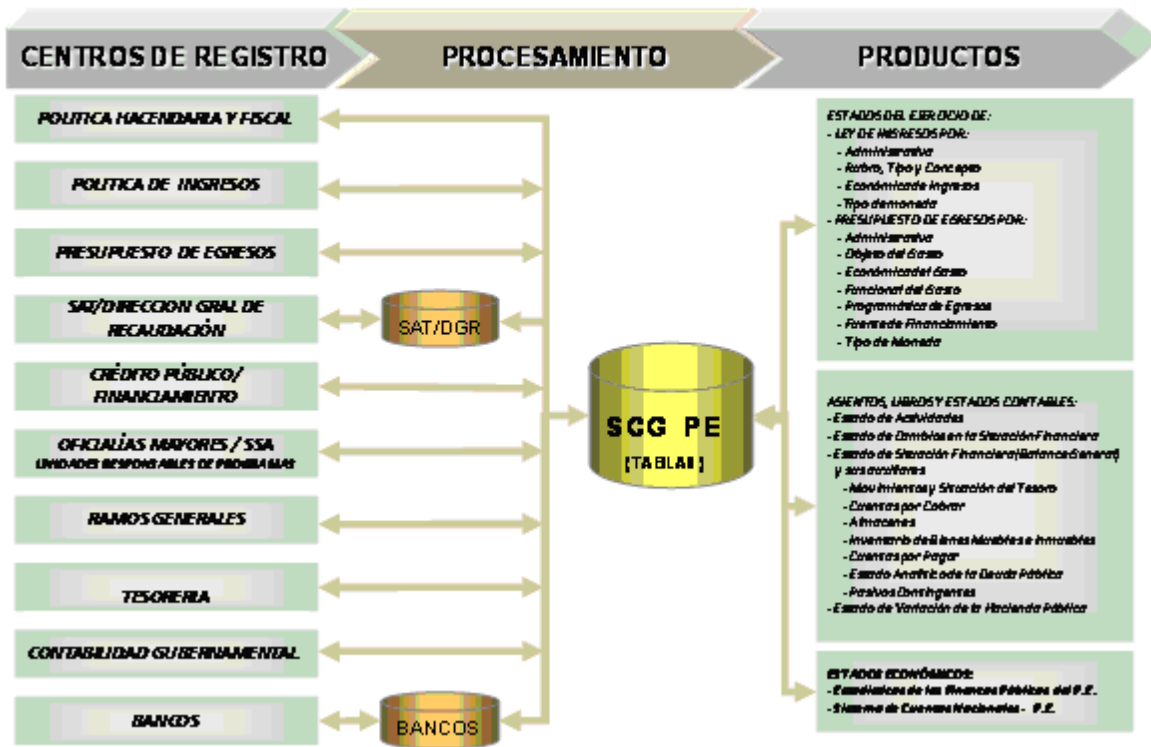 CENTROS DE REGISTRO
PROCESAMIENTO
PRODUCTOS
POLITICA HACENDARIA Y FISCAL
POLITICA DE INGRESOS
PRESUPUESTO DE EGRESOS
SAT/DIRECCION GRAL DE
RECAUDACIÓN
CRÉDITO PÚBLICO/
FINANCIAMIENTO
OFICIALÍAS MAYORES / SSA
UNIDADES RESPONSABLES DE PROGRAMAS
RAMOS GENERALES
TESORERIA
CONTABILIDAD GUBERNAMENTAL
BANCOS
SAT/DGR
BANCOS
SCG PE
(TABLAS)
ESTADOS DEL EJERCICIO DE:
- LEY DE INGRESOS POR:
- Administrativa
- Rubro, Tipo y Concepto
- Económica de Ingresos
- Tipo de moneda
- PRESUPUESTO DE EGRESOS POR:
- Administrativa
- Objeto del Gasto
- Económica del Gasto
- Funcional del Gasto
- Programática de Egresos
- Fuente de Financiamiento
- Tipo de Moneda
ASIENTOS, LIBROS Y ESTADOS CONTABLES:
- Estado de Actividades
- Estado de Cambios en la Situación Financiera
- Estado de Situación Financiera (Balance General)
y sus auxiliares
- Movimientos y Situación del Tesoro
- Cuentas por Cobrar
- Almacenes
- Inventario de Bienes Muebles e Inmuebles
- Cuentas por Pagar
- Estado Analítico de la Deuda Pública
- Pasivos Contingentes
- Estado de Variación de la Hacienda Pública
ESTADOS ECONÓMICOS:
- Estadísticas de las Finanzas Públicas del P.E.
- Sistema de Cuentas Nacionales - P.E.